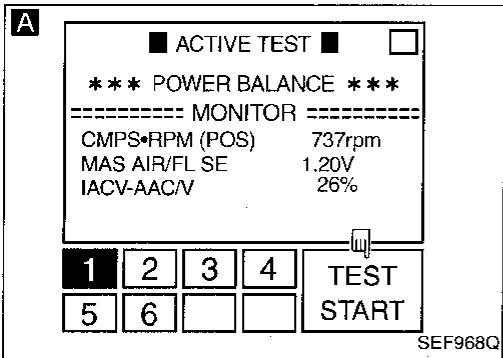 A
■ ACTIVE TEST ■ □
*** POWER BALANCE ***
========= MONITOR =========
CMPS•RPM (POS) 737rpm
MAS AIR/FL SE 1.20V
IACV-AAC/V 26%
1 2 3 4 TEST
5 6 START
SEF968Q